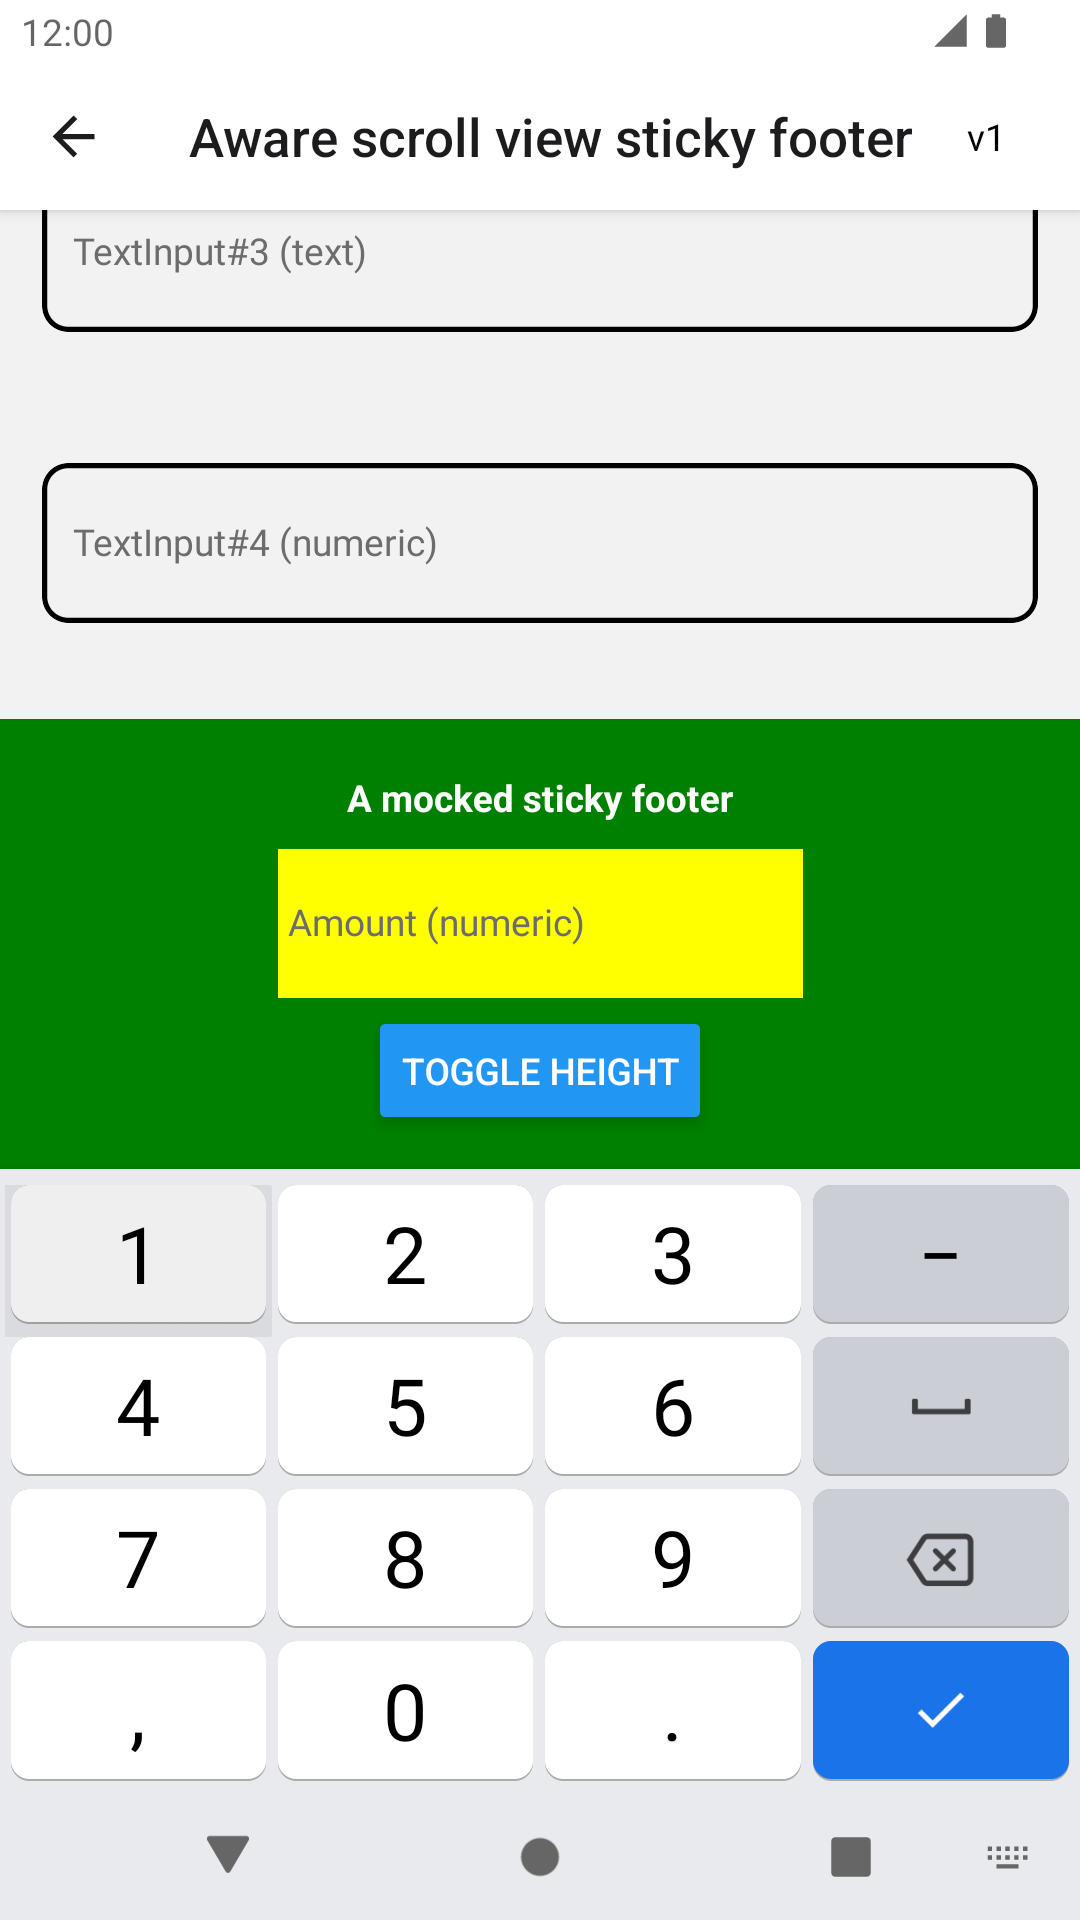 12:00
Aware scroll view sticky footer v1
TextInput#3 (text)
TextInput#4 (numeric)
A mocked sticky footer
Amount (numeric)
TOGGLE HEIGHT
1 2 3 –
4 5 6
7 8 9
, 0 .